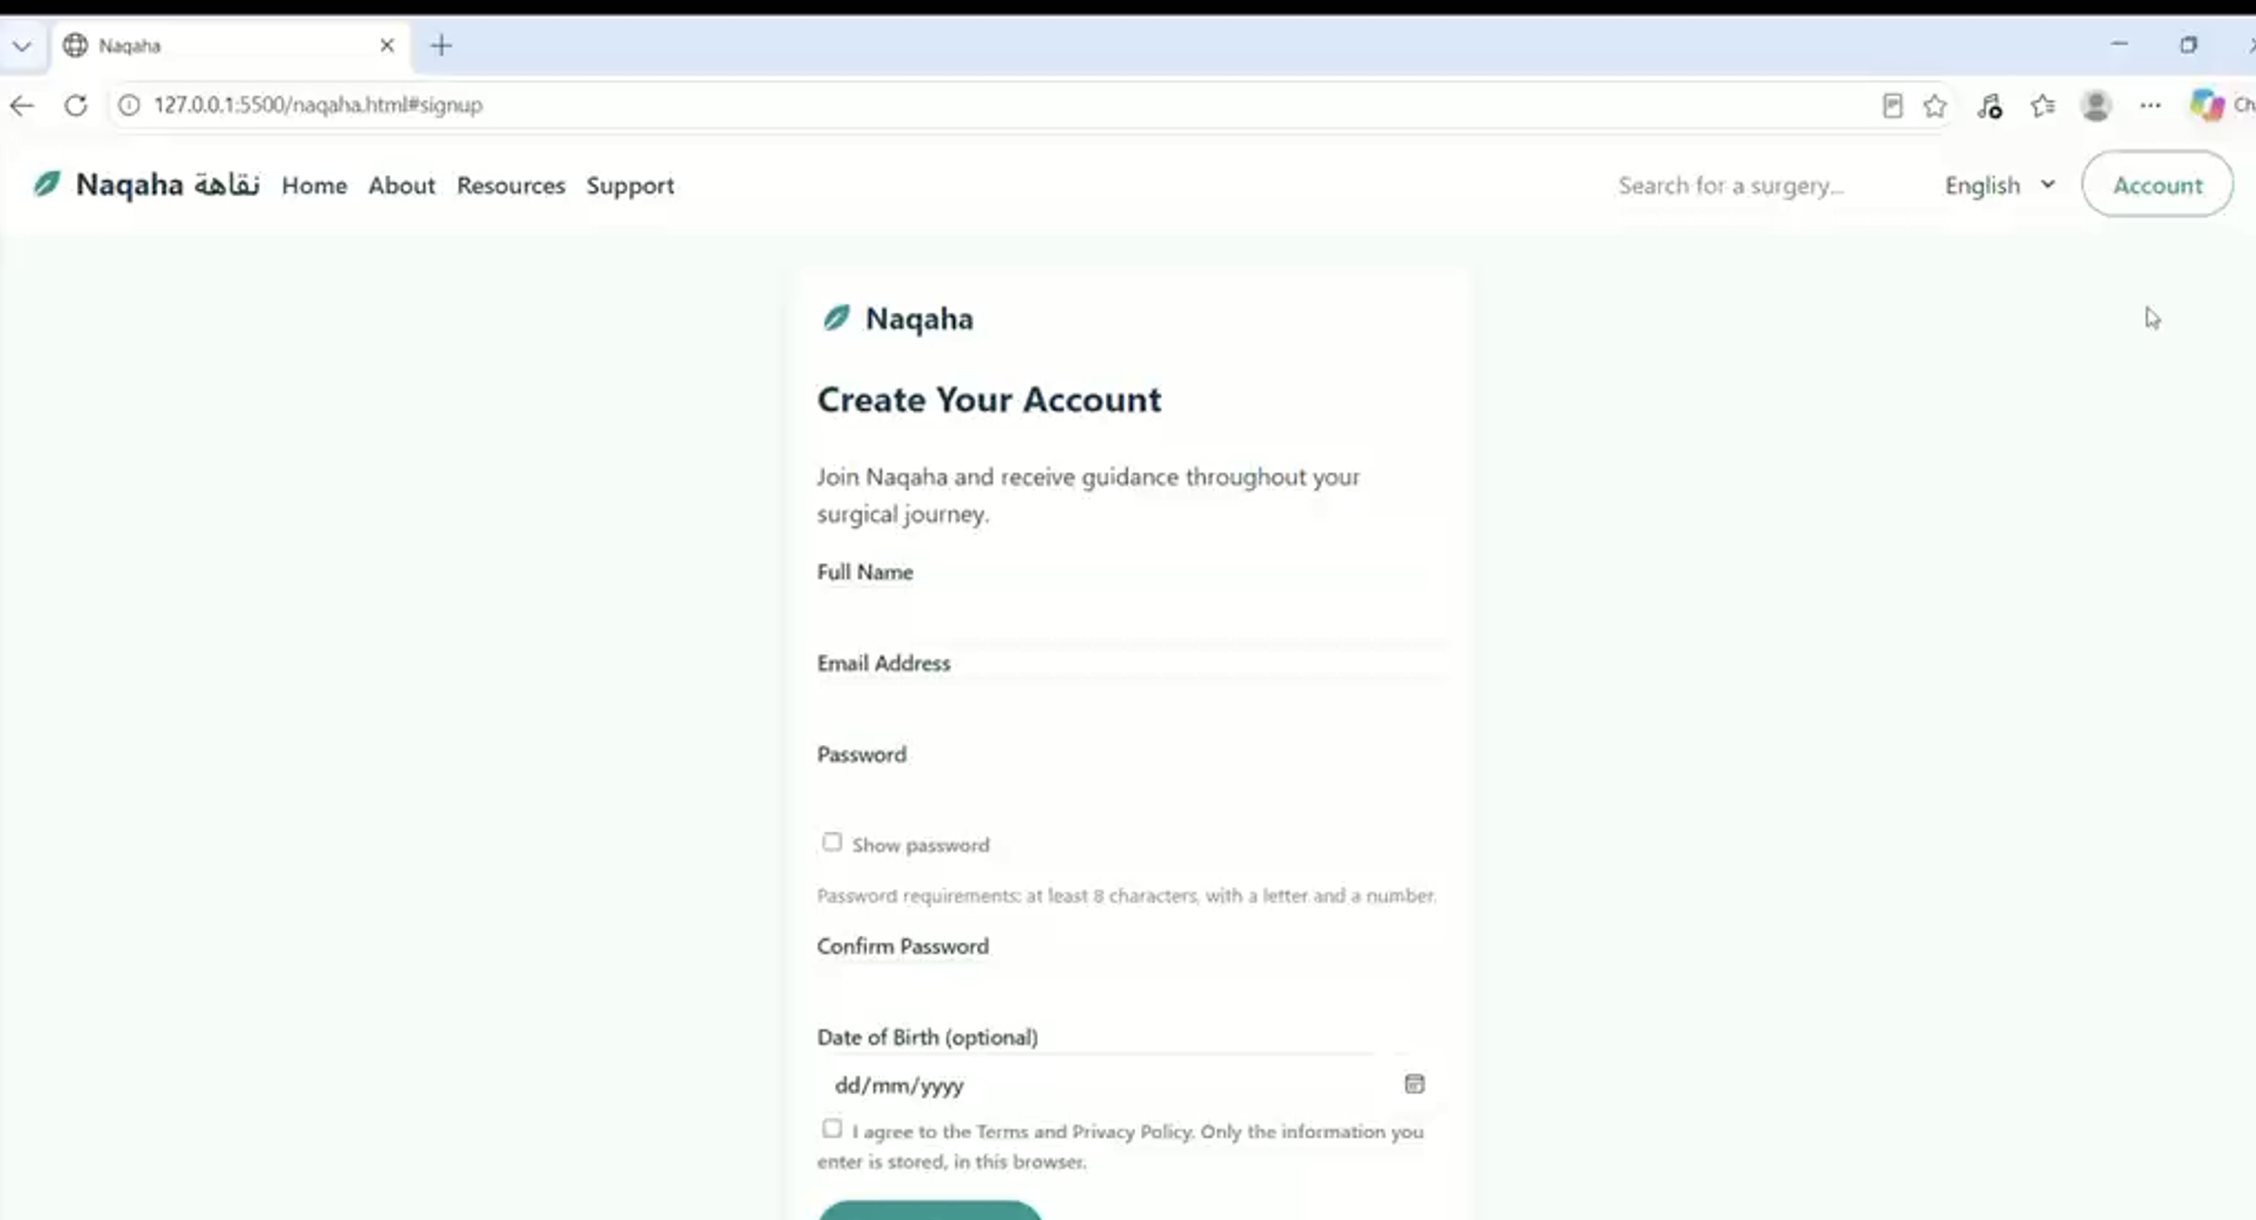 Naqaha
127.0.0.1:5500/naqaha.html#signup
Ch
Naqaha نقاهة Home About Resources Support Search for a surgery... English Account
Naqaha
Create Your Account
Join Naqaha and receive guidance throughout your
surgical journey.
Full Name
Email Address
Password
Show password
Password requirements: at least 8 characters, with a letter and a number.
Confirm Password
Date of Birth (optional)
dd/mm/yyyy
I agree to the Terms and Privacy Policy. Only the information you
enter is stored, in this browser.